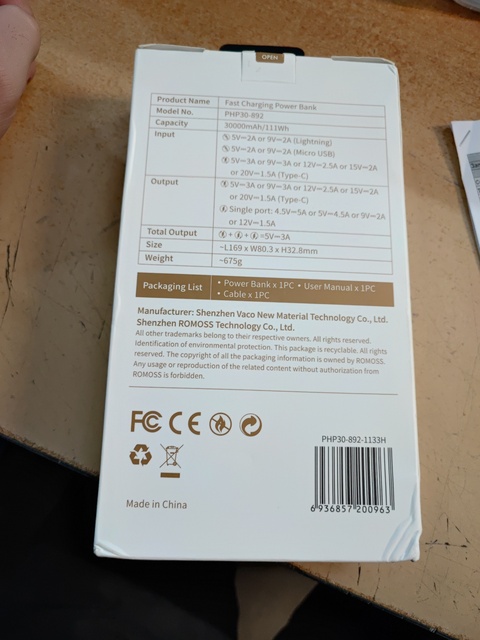 OPEN
Product Name Fast Charging Power Bank
Model No. PHP30-892
Capacity 30000mAh/111Wh
Input 5V⎓2A or 9V⎓2A (Lightning)
5V⎓2A or 9V⎓2A (Micro USB)
5V⎓3A or 9V⎓3A or 12V⎓2.5A or 15V⎓2A
or 20V⎓1.5A (Type-C)
Output 5V⎓3A or 9V⎓3A or 12V⎓2.5A or 15V⎓2A
or 20V⎓1.5A (Type-C)
Single port: 4.5V⎓5A or 5V⎓4.5A or 9V⎓2A
or 12V⎓1.5A
Total Output + + =5V⎓3A
Size ~L169 x W80.3 x H32.8mm
Weight ~675g
Packaging List • Power Bank x 1PC • User Manual x 1PC
• Cable x 1PC
Manufacturer: Shenzhen Vaco New Material Technology Co., Ltd.
Shenzhen ROMOSS Technology Co., Ltd.
All other trademarks belong to their respective owners. All rights reserved.
Identification of environmental protection. This package is recyclable. All rights
reserved. The copyright of all the packaging information is owned by ROMOSS.
Any usage or reproduction of the related content without authorization from
ROMOSS is forbidden.
FC CE
PHP30-892-1133H
6 936857 200963
Made in China